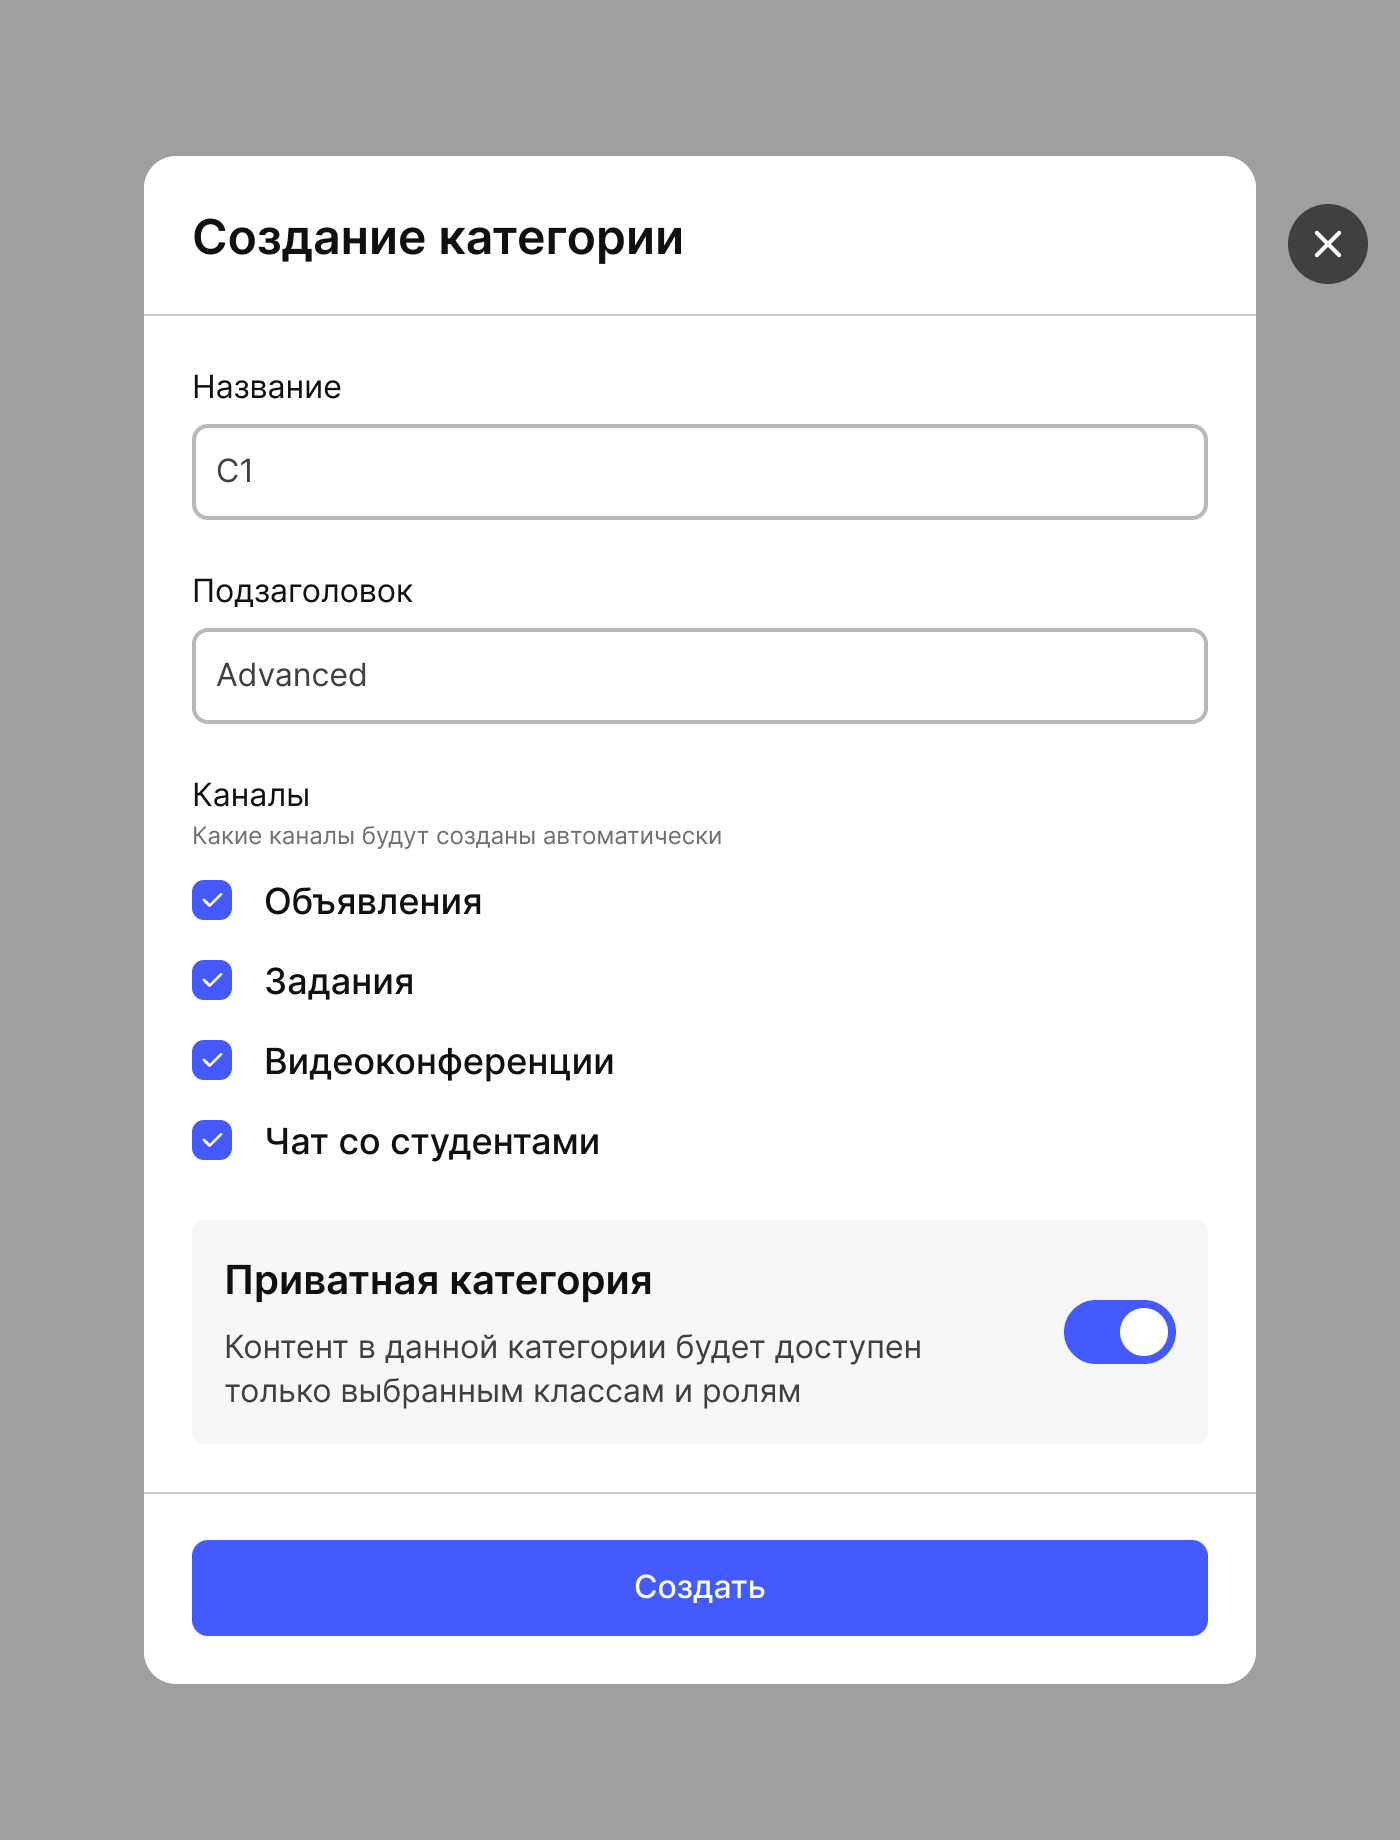 Создание категории
Название
C1
Подзаголовок
Advanced
Каналы
Какие каналы будут созданы автоматически
Объявления
Задания
Видеоконференции
Чат со студентами
Приватная категория
Контент в данной категории будет доступен
только выбранным классам и ролям
Создать